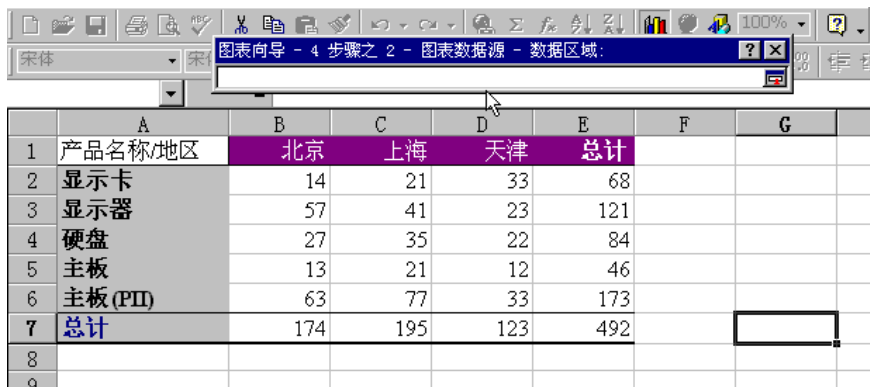 100%
宋体
图表向导 - 4 步骤之 2 - 图表数据源 - 数据区域:
A B C D E F G
1 产品名称/地区 北京 上海 天津 总计
2 显示卡 14 21 33 68
3 显示器 57 41 23 121
4 硬盘 27 35 22 84
5 主板 13 21 12 46
6 主板(PII) 63 77 33 173
7 总计 174 195 123 492
8
9